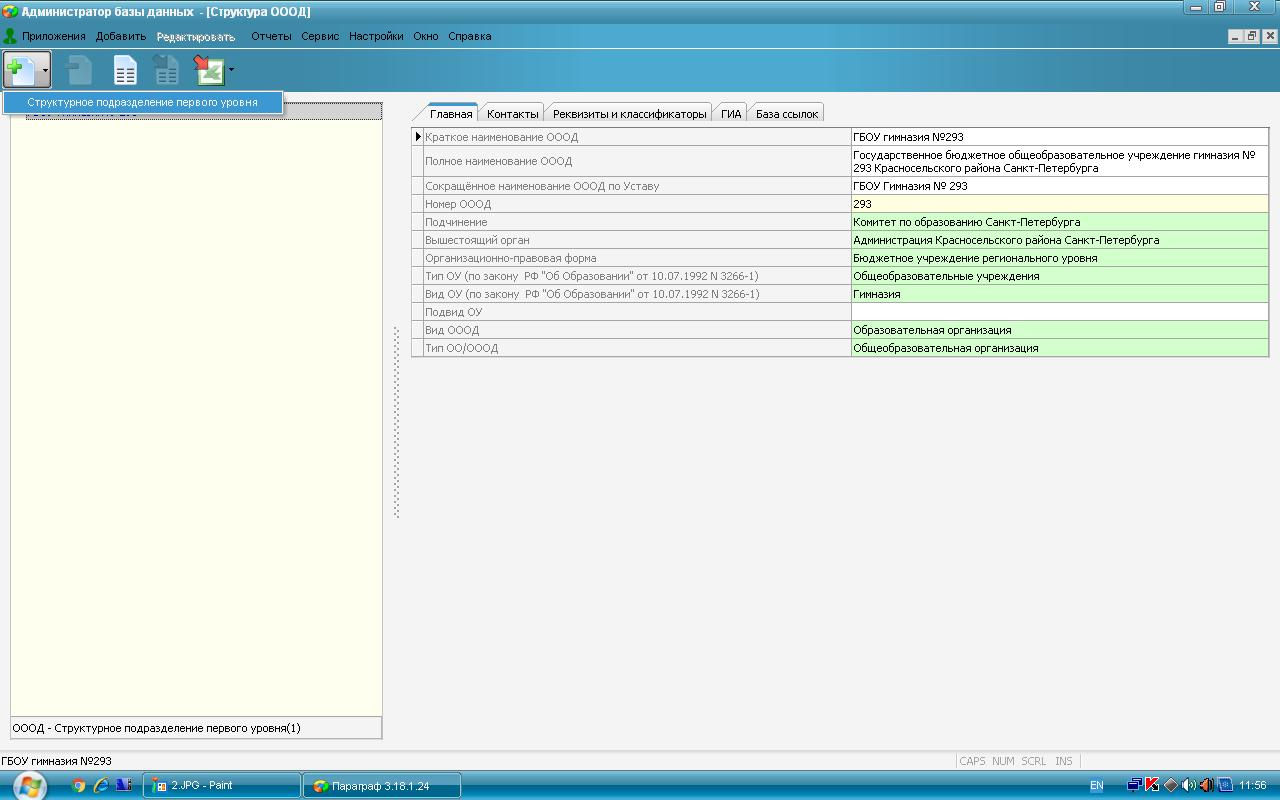 Администратор базы данных - [Структура ОООД]
Приложения Добавить Редактировать Отчеты Сервис Настройки Окно Справка
Структурное подразделение первого уровня
Главная Контакты Реквизиты и классификаторы ГИА База ссылок
Краткое наименование ОООД ГБОУ гимназия №293
Полное наименование ОООД Государственное бюджетное общеобразовательное учреждение гимназия №
293 Красносельского района Санкт-Петербурга
Сокращённое наименование ОООД по Уставу ГБОУ Гимназия № 293
Номер ОООД 293
Подчинение Комитет по образованию Санкт-Петербурга
Вышестоящий орган Администрация Красносельского района Санкт-Петербурга
Организационно-правовая форма Бюджетное учреждение регионального уровня
Тип ОУ (по закону РФ "Об Образовании" от 10.07.1992 N 3266-1) Общеобразовательные учреждения
Вид ОУ (по закону РФ "Об Образовании" от 10.07.1992 N 3266-1) Гимназия
Подвид ОУ
Вид ОООД Образовательная организация
Тип ОО/ОООД Общеобразовательная организация
ОООД - Структурное подразделение первого уровня(1)
ГБОУ гимназия №293 CAPS NUM SCRL INS
2.JPG - Paint Параграф 3.18.1.24 EN 11:56